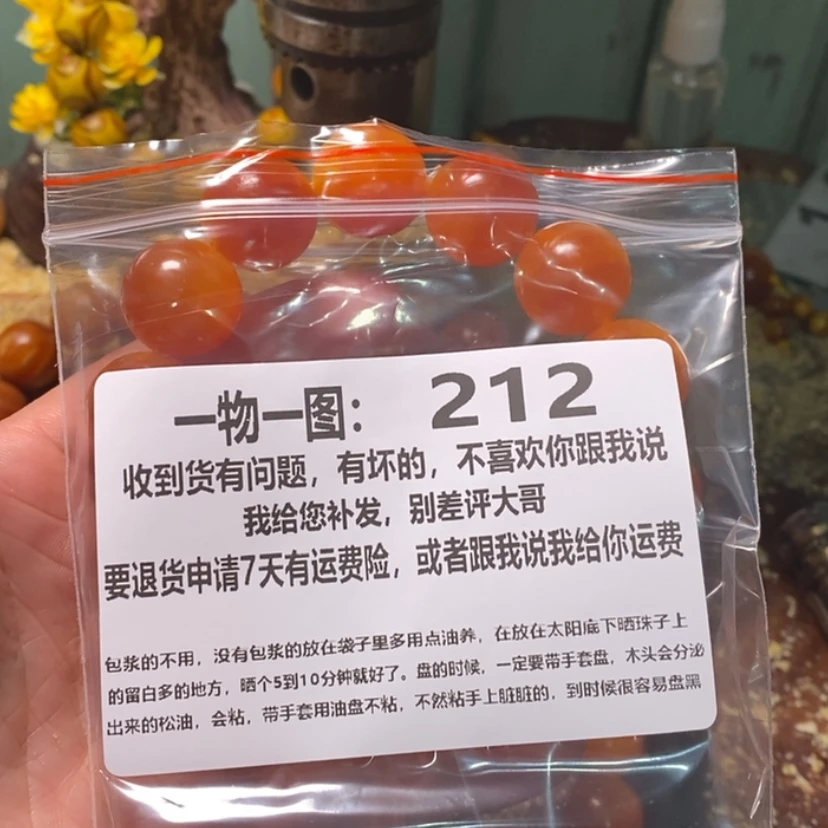 一物一图： 212
收到货有问题，有坏的，不喜欢你跟我说
我给您补发，别差评大哥
要退货申请7天有运费险，或者跟我说我给你运费
包浆的不用，没有包浆的放在袋子里多用点油养，在放在太阳底下晒珠子上
的留白多的地方，晒个5到10分钟就好了。盘的时候，一定要带手套盘，木头会分泌
出来的松油，会粘，带手套用油盘不粘，不然粘手上脏脏的，到时候很容易盘黑